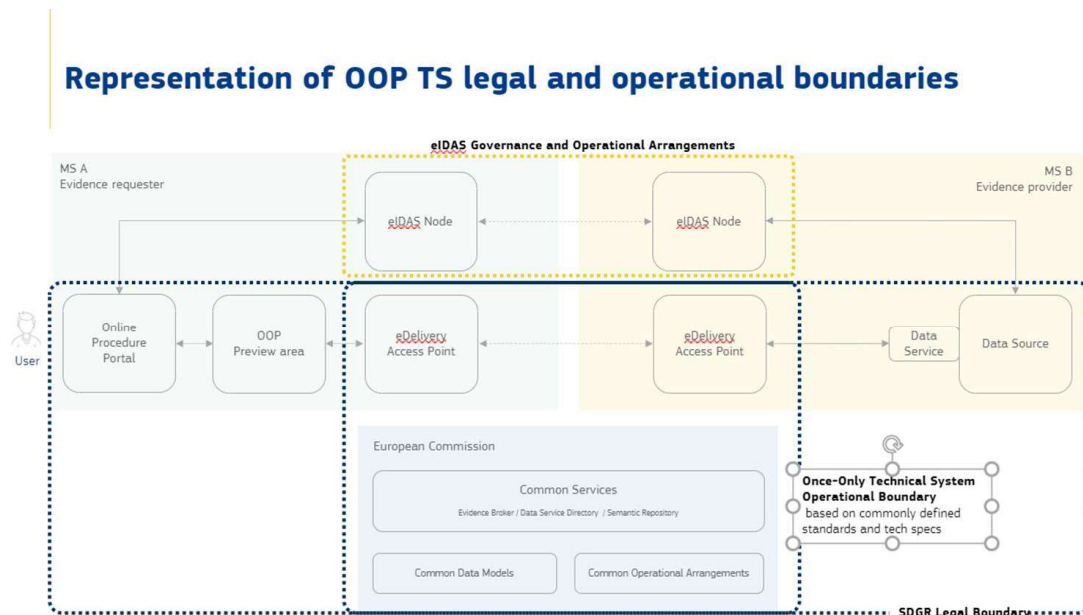 Representation of OOP TS legal and operational boundaries
eIDAS Governance and Operational Arrangements
MS A
Evidence requester
MS B
Evidence provider
eIDAS Node
eIDAS Node
User
Online
Procedure
Portal
OOP
Preview area
eDelivery
Access Point
eDelivery
Access Point
Data
Service
Data Source
European Commission
Common Services
Evidence Broker / Data Service Directory / Semantic Repository
Common Data Models
Common Operational Arrangements
Once-Only Technical System
Operational Boundary
based on commonly defined
standards and tech specs
SDGR Legal Boundary